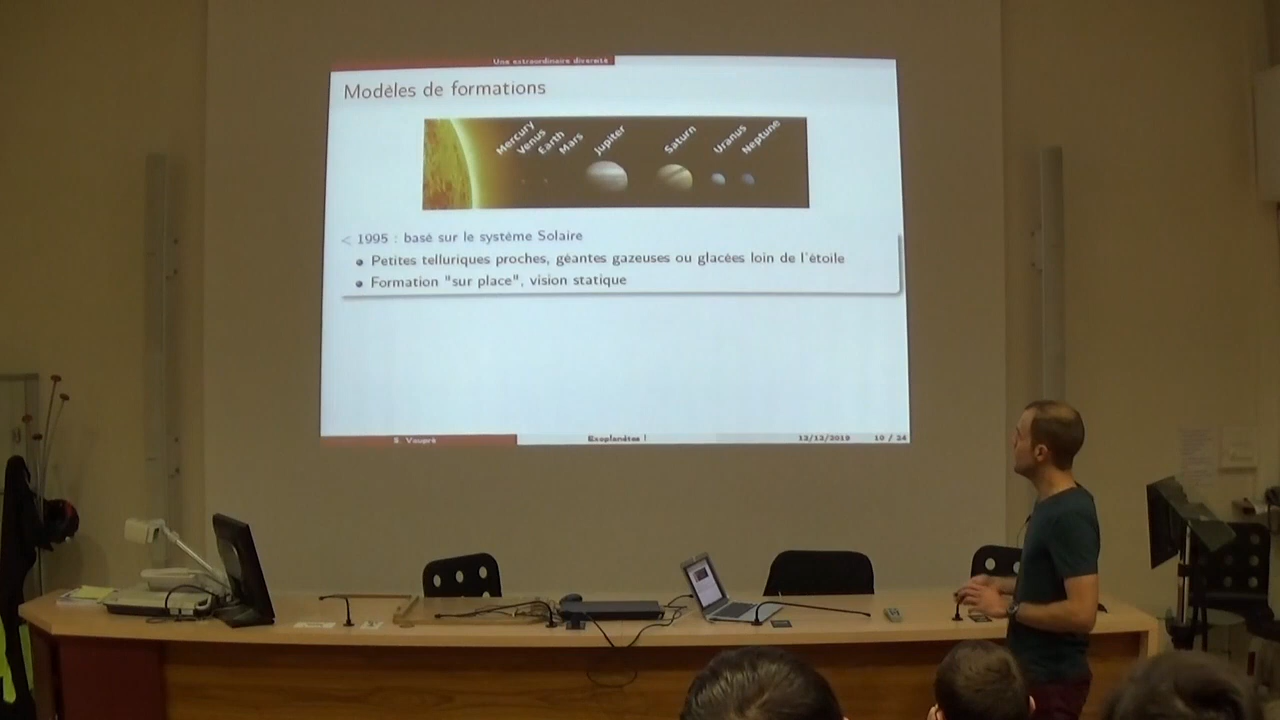 Une extraordinaire diversité
Modèles de formations
Mercury
Venus
Earth
Mars
Jupiter
Saturn
Uranus
Neptune
< 1995 : basé sur le système Solaire
Petites telluriques proches, géantes gazeuses ou glacées loin de l'étoile
Formation "sur place", vision statique
S. Vaupré Exoplanètes ! 12/12/2019 10 / 24